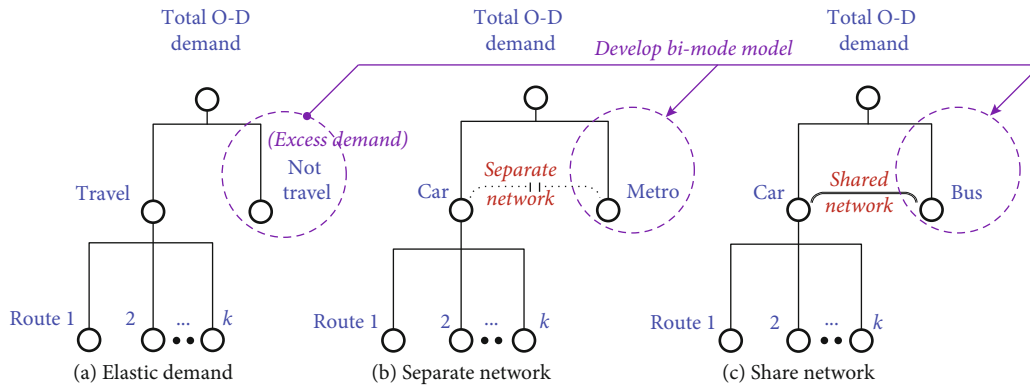 Total O-D
demand
Total O-D
demand
Total O-D
demand
Develop bi-mode model
(Excess demand)
Not
travel
Travel
Route 1
2
...
k
(a) Elastic demand
Car
Separate
network
Metro
Route 1
2
...
k
(b) Separate network
Car
Shared
network
Bus
Route 1
2
...
k
(c) Share network